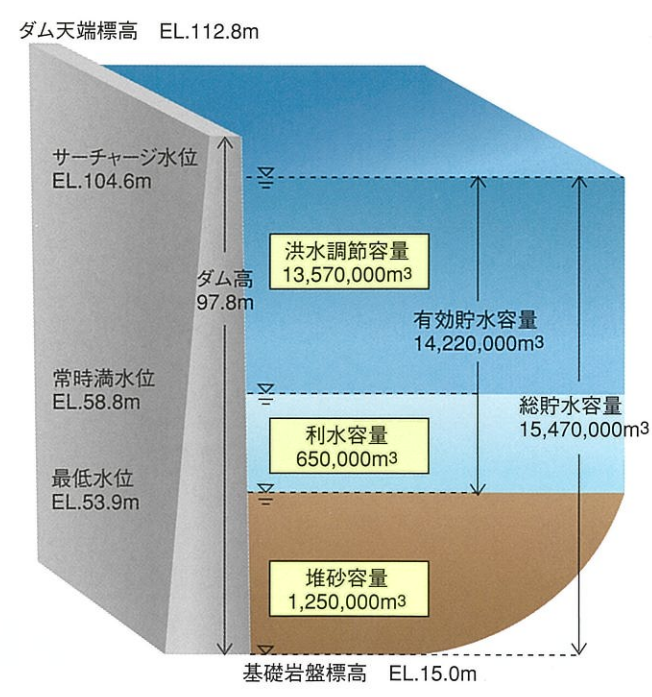 ダム天端標高　EL.112.8m
サーチャージ水位
EL.104.6m
洪水調節容量
13,570,000m³
ダム高
97.8m
有効貯水容量
14,220,000m³
常時満水位
EL.58.8m
総貯水容量
15,470,000m³
利水容量
650,000m³
最低水位
EL.53.9m
堆砂容量
1,250,000m³
基礎岩盤標高　EL.15.0m